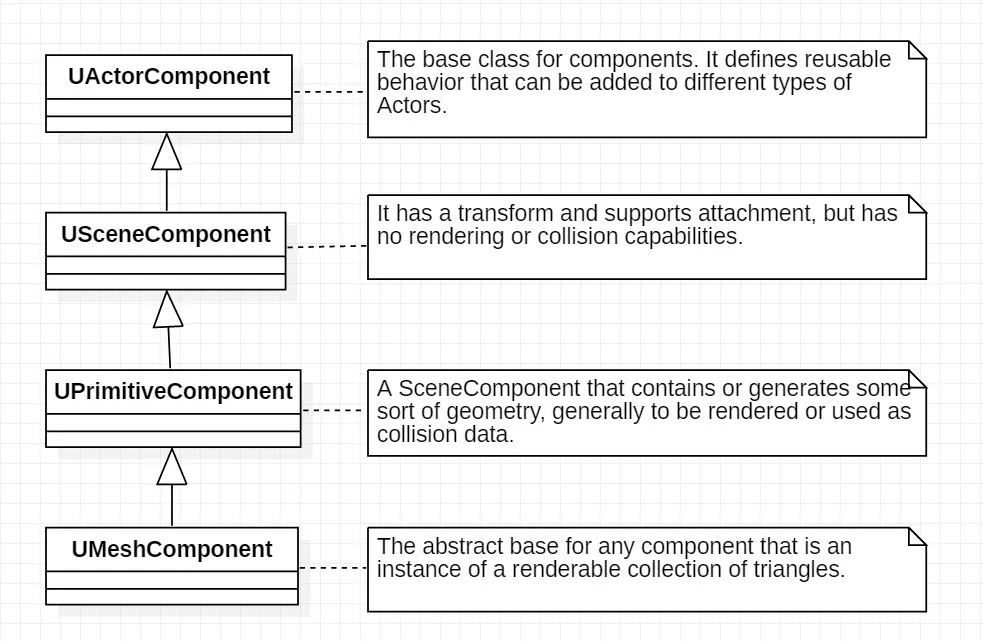 UActorComponent
The base class for components. It defines reusable
behavior that can be added to different types of
Actors.
USceneComponent
It has a transform and supports attachment, but has
no rendering or collision capabilities.
UPrimitiveComponent
A SceneComponent that contains or generates some
sort of geometry, generally to be rendered or used as
collision data.
UMeshComponent
The abstract base for any component that is an
instance of a renderable collection of triangles.